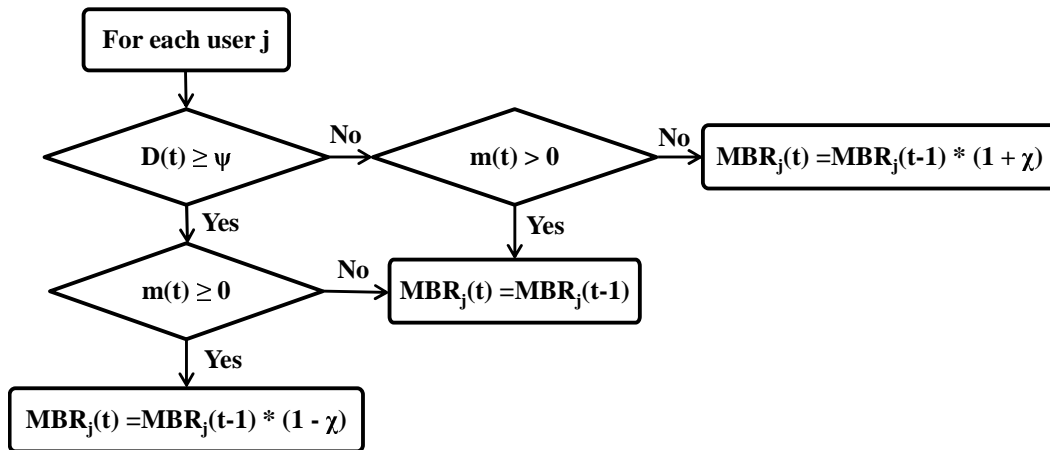 For each user j
D(t) ≥ ψ
No
m(t) > 0
No
MBRj(t) =MBRj(t-1) * (1 + χ)
Yes
Yes
m(t) ≥ 0
No
MBRj(t) =MBRj(t-1)
Yes
MBRj(t) =MBRj(t-1) * (1 - χ)